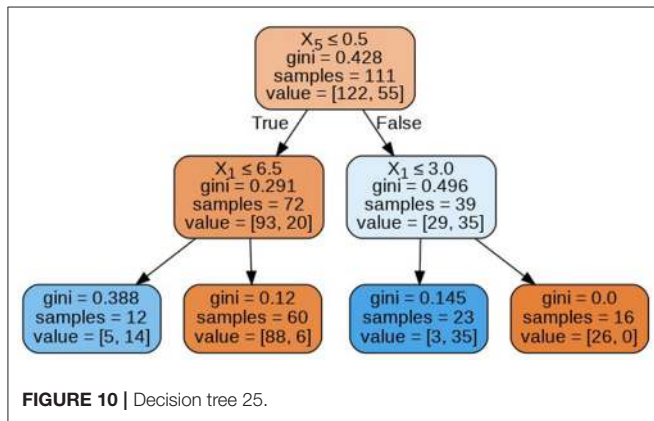 X₅ ≤ 0.5
gini = 0.428
samples = 111
value = [122, 55]
True
False
X₁ ≤ 6.5
gini = 0.291
samples = 72
value = [93, 20]
X₁ ≤ 3.0
gini = 0.496
samples = 39
value = [29, 35]
gini = 0.388
samples = 12
value = [5, 14]
gini = 0.12
samples = 60
value = [88, 6]
gini = 0.145
samples = 23
value = [3, 35]
gini = 0.0
samples = 16
value = [26, 0]
FIGURE 10 | Decision tree 25.